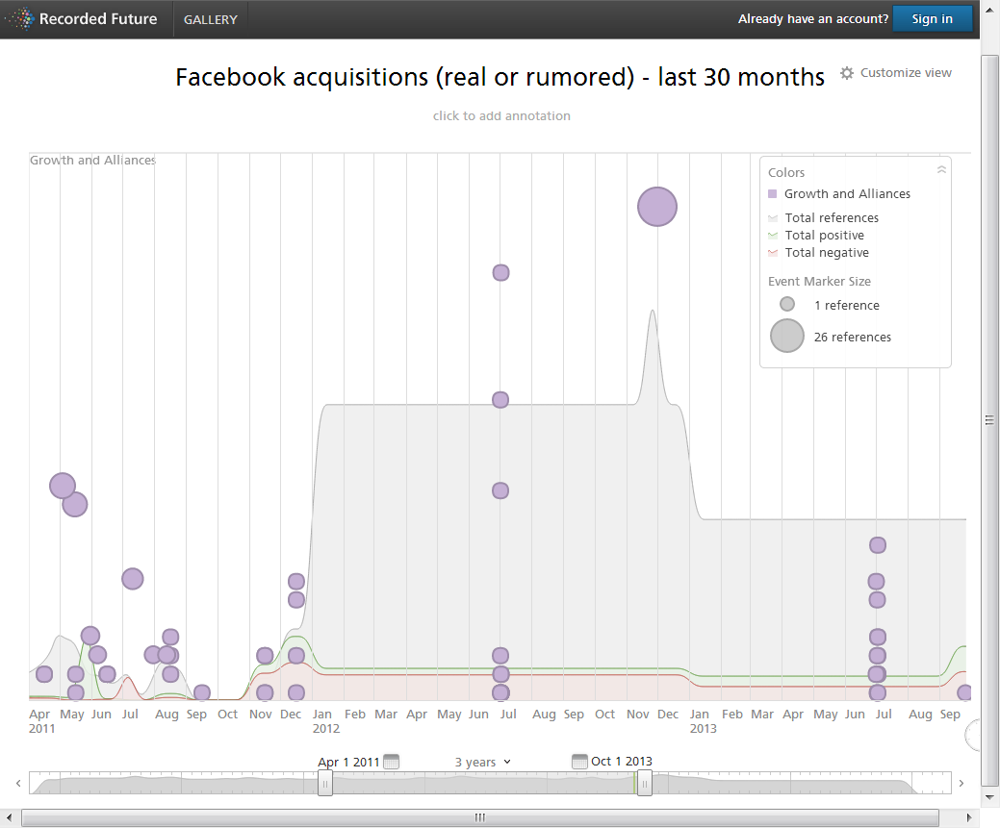 Recorded Future GALLERY Already have an account? Sign in
Facebook acquisitions (real or rumored) - last 30 months Customize view
click to add annotation
Growth and Alliances
Colors
Growth and Alliances
Total references
Total positive
Total negative
Event Marker Size
1 reference
26 references
Apr May Jun Jul Aug Sep Oct Nov Dec Jan Feb Mar Apr May Jun Jul Aug Sep Oct Nov Dec Jan Feb Mar Apr May Jun Jul Aug Sep
2011 2012 2013
Apr 1 2011 3 years Oct 1 2013